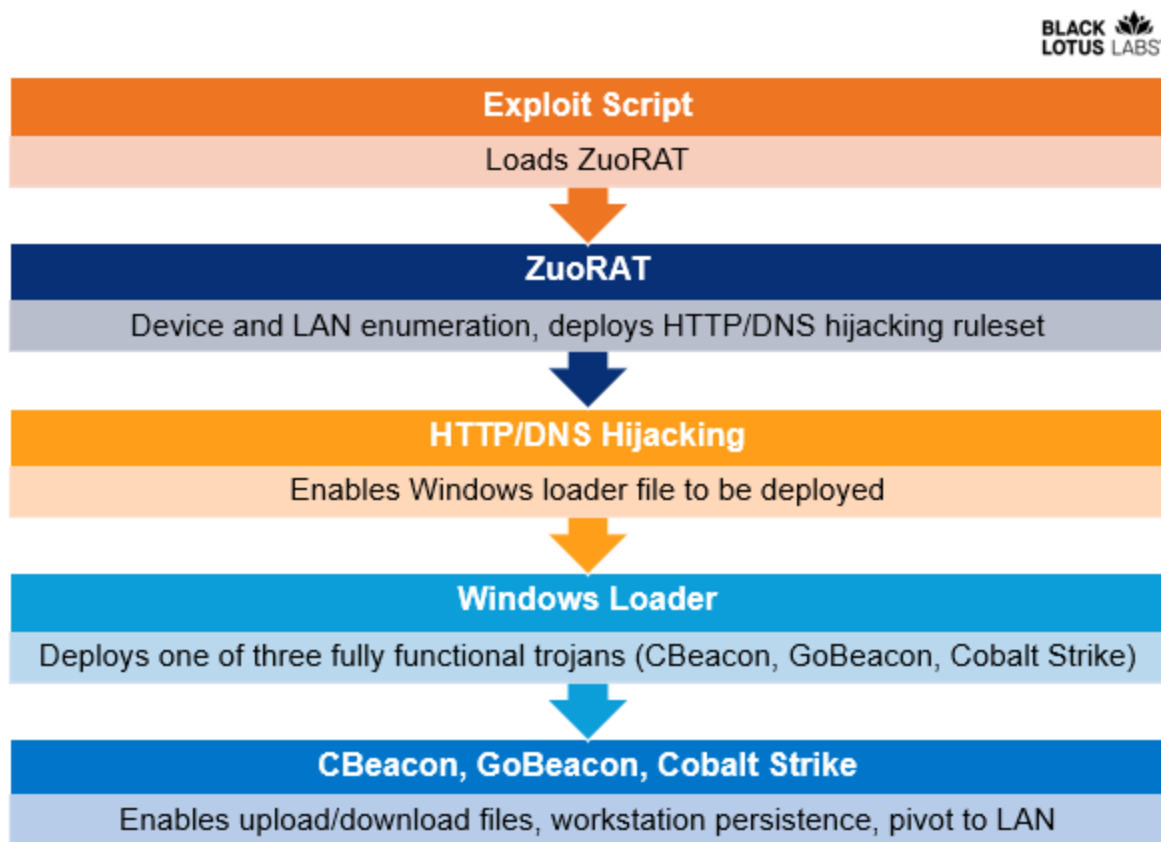 BLACK
LOTUS LABS
Exploit Script
Loads ZuoRAT
ZuoRAT
Device and LAN enumeration, deploys HTTP/DNS hijacking ruleset
HTTP/DNS Hijacking
Enables Windows loader file to be deployed
Windows Loader
Deploys one of three fully functional trojans (CBeacon, GoBeacon, Cobalt Strike)
CBeacon, GoBeacon, Cobalt Strike
Enables upload/download files, workstation persistence, pivot to LAN